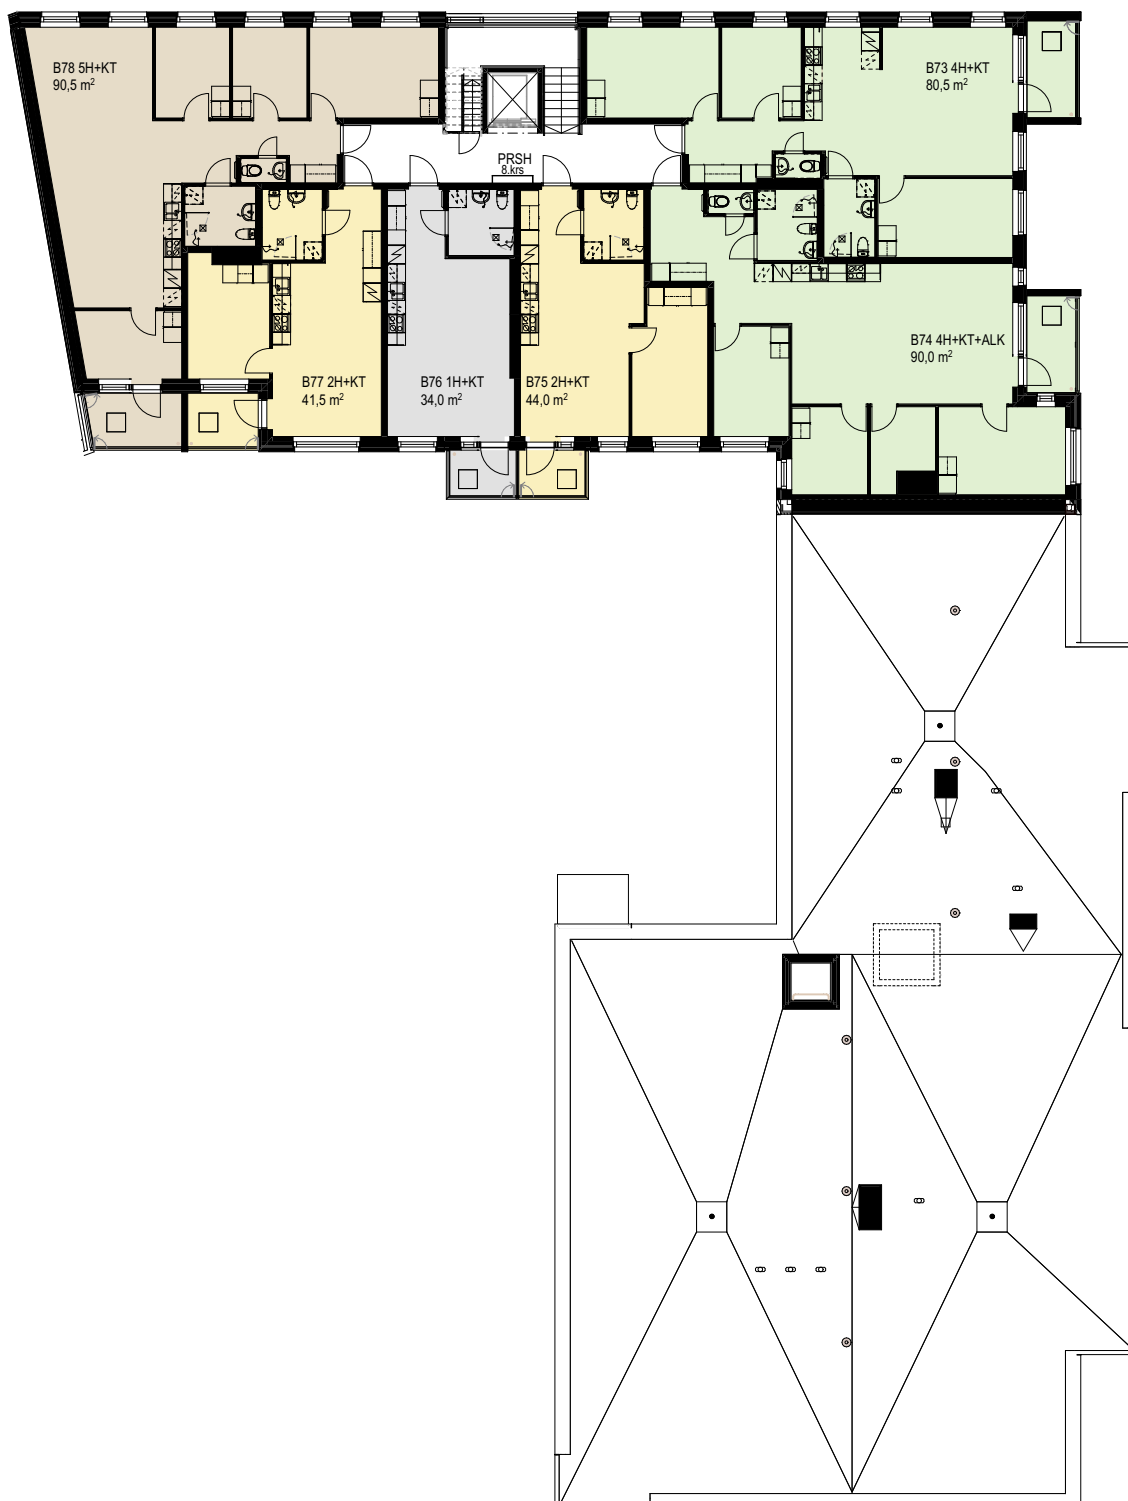 B78 5H+KT
90,5 m²
B73 4H+KT
80,5 m²
PRSH
8.krs
B74 4H+KT+ALK
90,0 m²
B77 2H+KT
41,5 m²
B76 1H+KT
34,0 m²
B75 2H+KT
44,0 m²